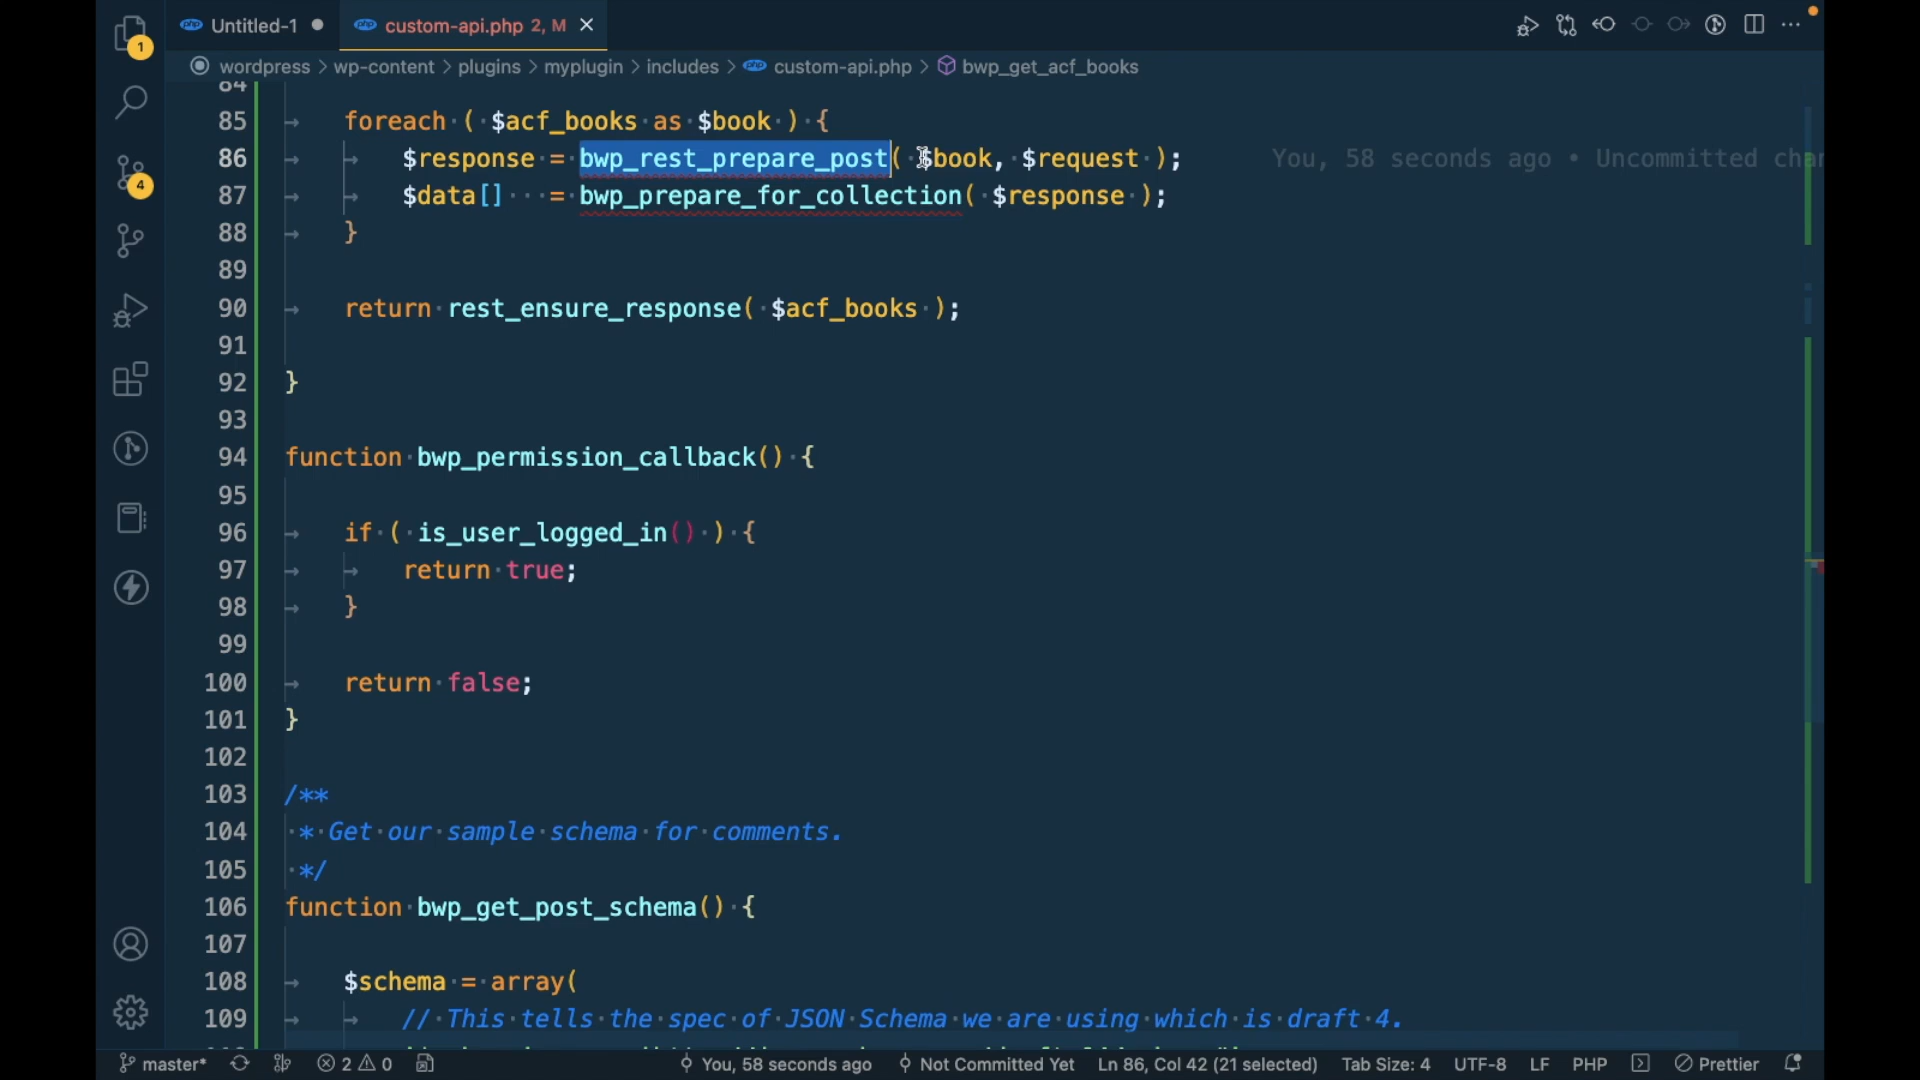 1
Untitled-1
custom-api.php 2, M
wordpress > wp-content > plugins > myplugin > includes > custom-api.php > bwp_get_acf_books
4
84
85 foreach ( $acf_books as $book ) {
86 $response = bwp_rest_prepare_post( $book, $request ); You, 58 seconds ago • Uncommitted
87 $data[] = bwp_prepare_for_collection( $response );
88 }
89
90 return rest_ensure_response( $acf_books );
91
92 }
93
94 function bwp_permission_callback() {
95
96 if ( is_user_logged_in() ) {
97 return true;
98 }
99
100 return false;
101 }
102
103 /**
104 * Get our sample schema for comments.
105 */
106 function bwp_get_post_schema() {
107
108 $schema = array(
109 // This tells the spec of JSON Schema we are using which is draft 4.
master* 2 0 You, 58 seconds ago Not Committed Yet Ln 86, Col 42 (21 selected) Tab Size: 4 UTF-8 LF PHP Prettier